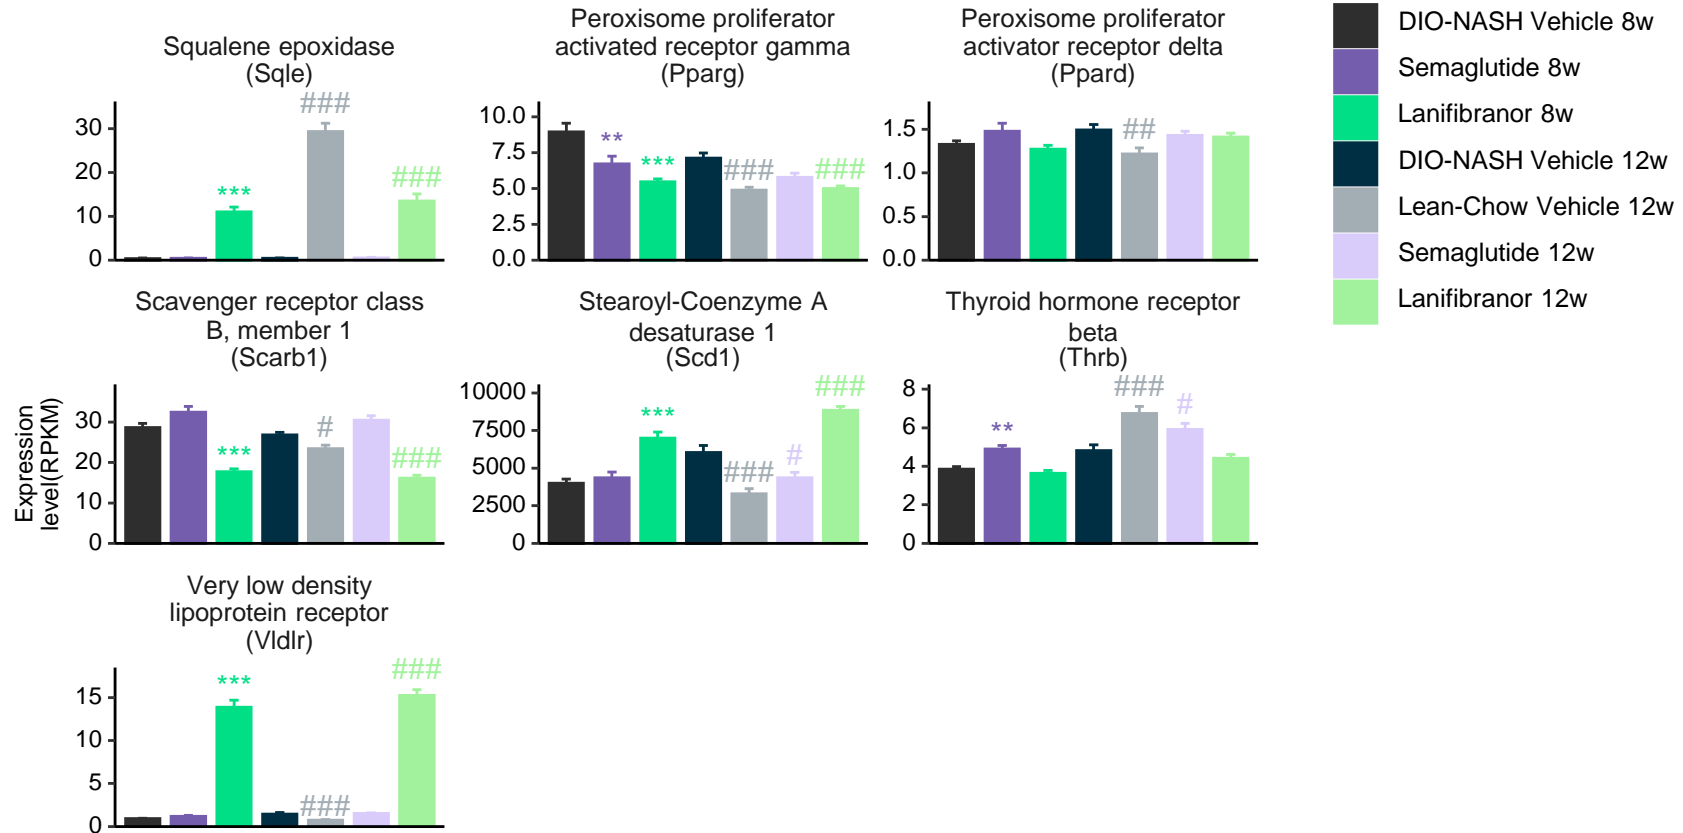 Squalene epoxidase
(Sqle)
###
***
###
30
20
10
0
Peroxisome proliferator
activated receptor gamma
(Pparg)
**
***
###
###
10.0
7.5
5.0
2.5
0.0
Peroxisome proliferator
activator receptor delta
(Ppard)
##
1.5
1.0
0.5
0.0
DIO-NASH Vehicle 8w
Semaglutide 8w
Lanifibranor 8w
DIO-NASH Vehicle 12w
Lean-Chow Vehicle 12w
Semaglutide 12w
Lanifibranor 12w
Scavenger receptor class
B, member 1
(Scarb1)
***
#
###
30
20
10
0
Expression
level(RPKM)
Stearoyl-Coenzyme A
desaturase 1
(Scd1)
***
###
#
###
10000
7500
5000
2500
0
Thyroid hormone receptor
beta
(Thrb)
**
###
#
8
6
4
2
0
Very low density
lipoprotein receptor
(Vldlr)
***
###
###
15
10
5
0